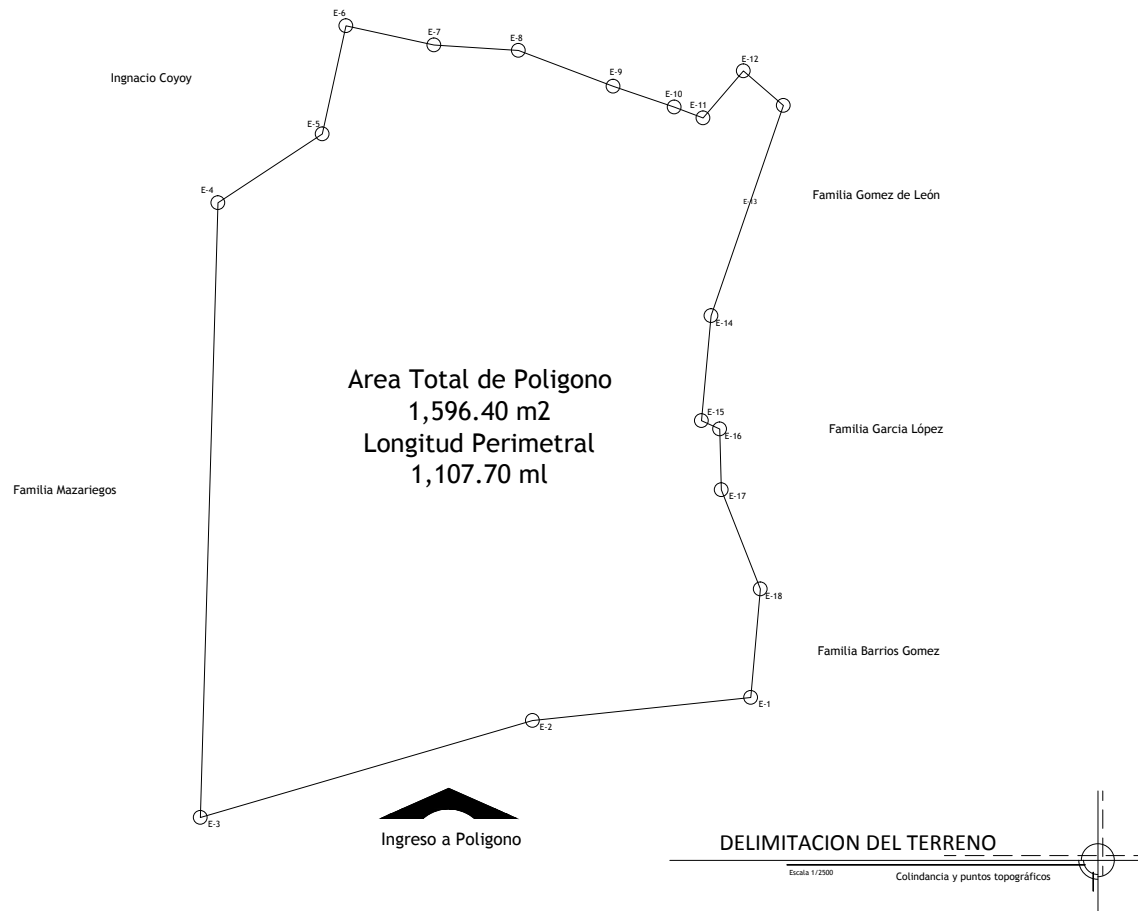 E-6
E-7
E-8
E-12
Ingnacio Coyoy
E-9
E-10
E-11
E-5
E-4
Familia Gomez de León
E-13
E-14
Area Total de Poligono
1,596.40 m2
Longitud Perimetral
1,107.70 ml
E-15
E-16
Familia Garcia López
Familia Mazariegos
E-17
E-18
Familia Barrios Gomez
E-1
E-2
E-3
Ingreso a Poligono
DELIMITACION DEL TERRENO
Escala 1/2500
Colindancia y puntos topográficos